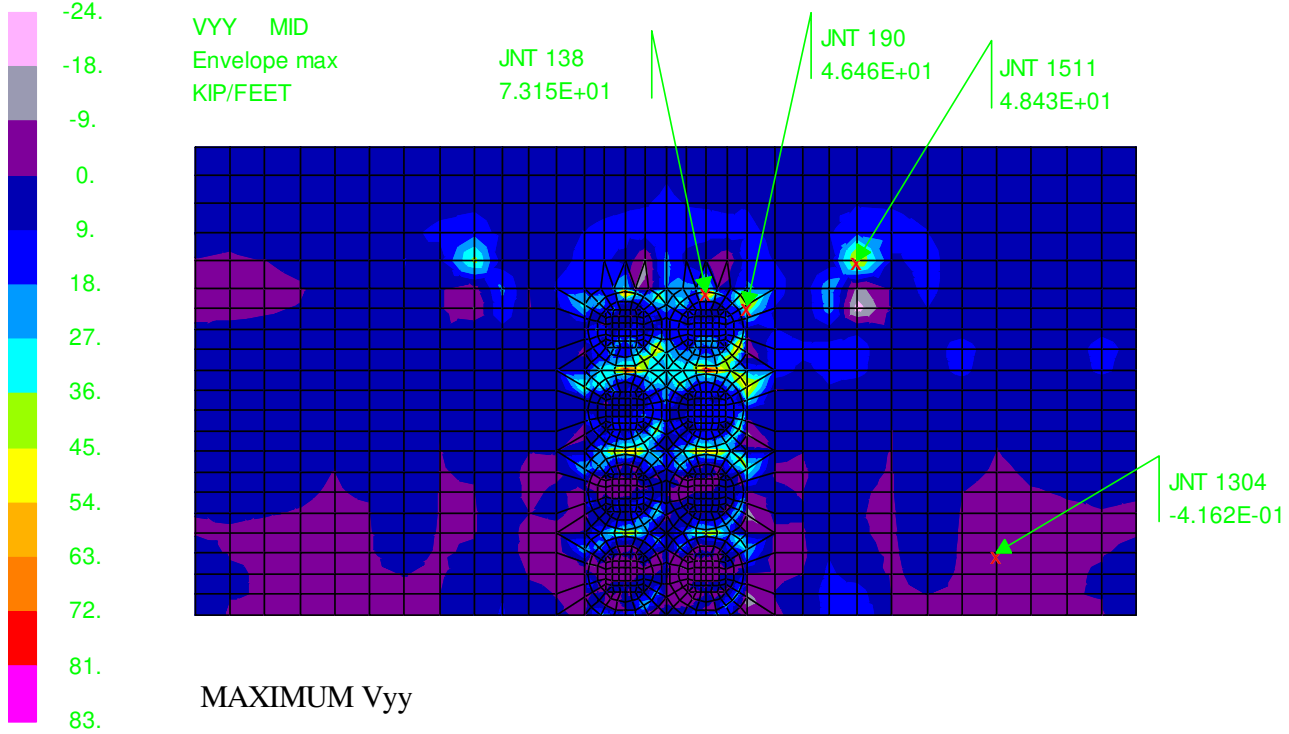 -24.
-18.
-9.
0.
9.
18.
27.
36.
45.
54.
63.
72.
81.
83.
VYY MID
Envelope max
KIP/FEET
JNT 138
7.315E+01
JNT 190
4.646E+01
JNT 1511
4.843E+01
JNT 1304
-4.162E-01
MAXIMUM Vyy